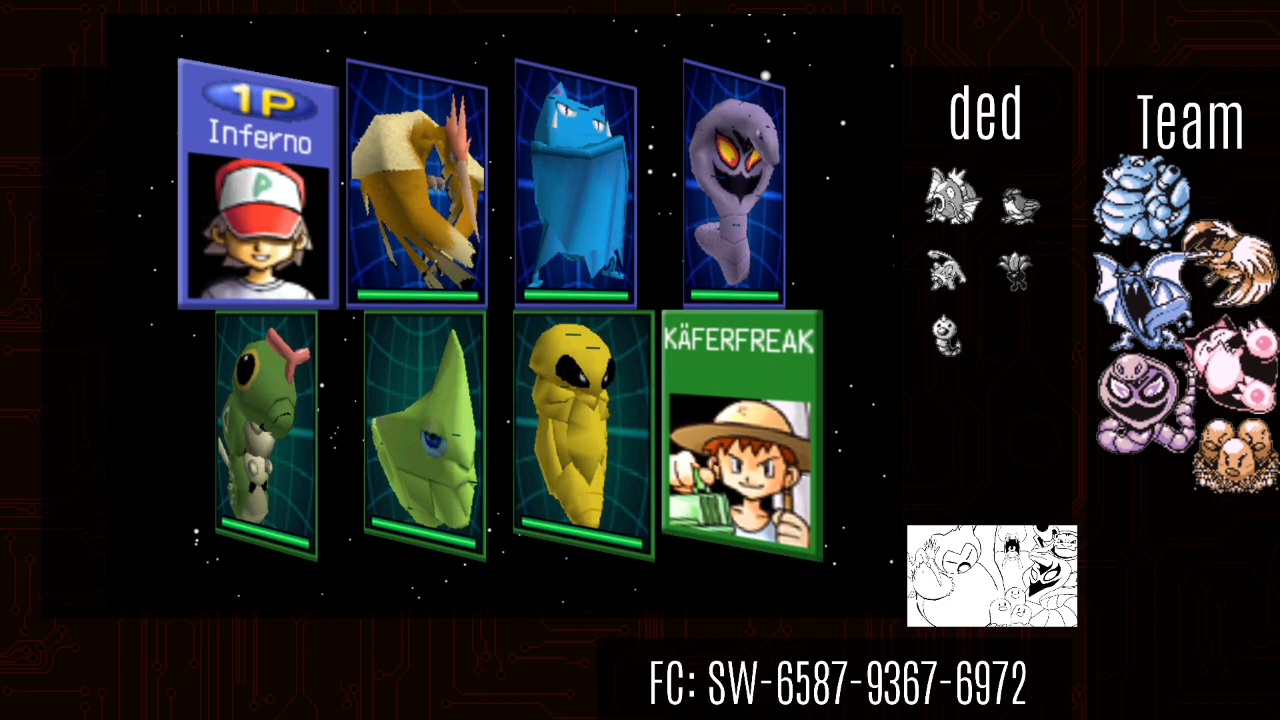 1P
Inferno
KÄFERFREAK
ded
Team
FC: SW-6587-9367-6972